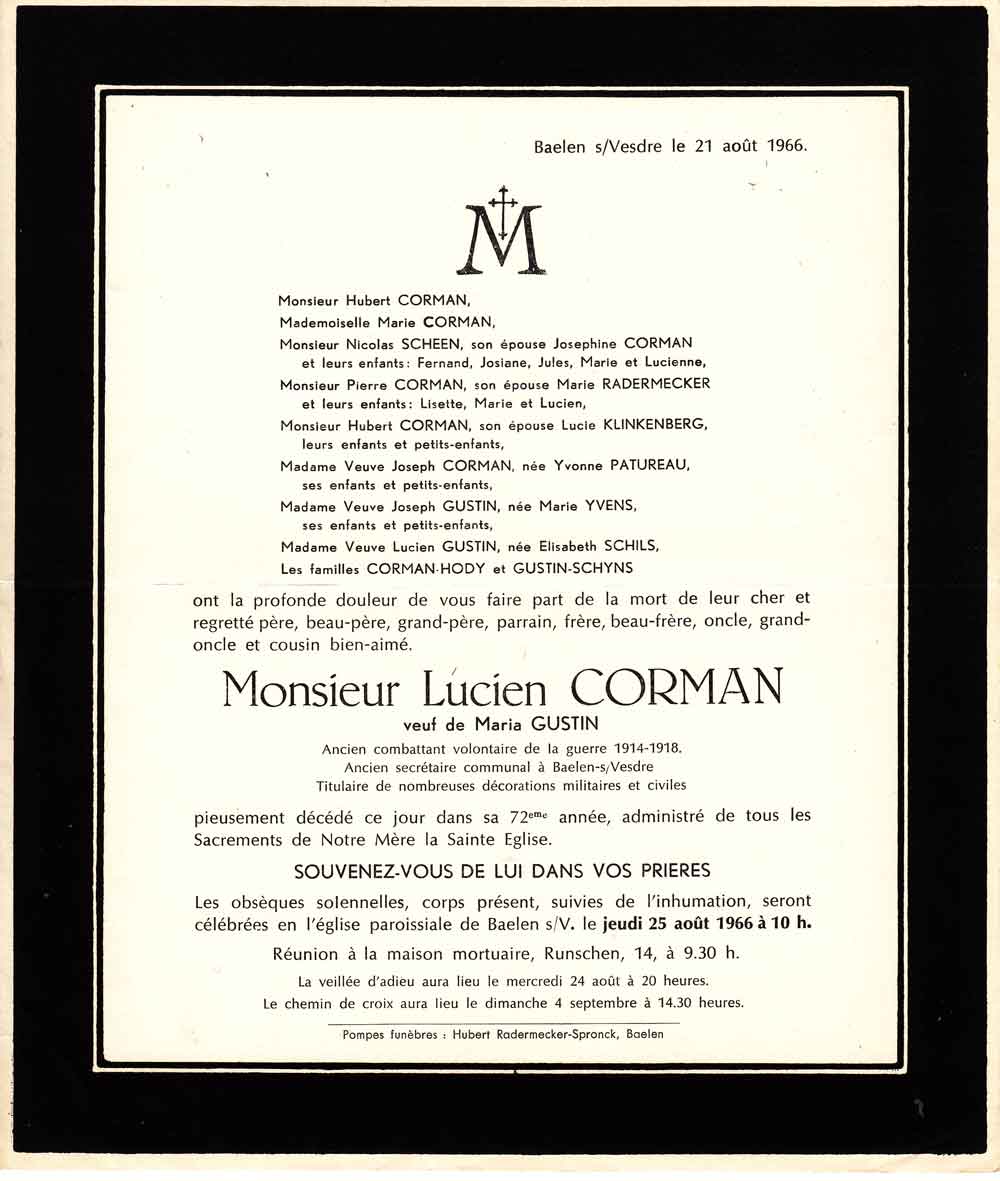 Baelen s/Vesdre le 21 août 1966.
M
Monsieur Hubert CORMAN,
Mademoiselle Marie CORMAN,
Monsieur Nicolas SCHEEN, son épouse Josephine CORMAN
et leurs enfants: Fernand, Josiane, Jules, Marie et Lucienne,
Monsieur Pierre CORMAN, son épouse Marie RADERMECKER
et leurs enfants: Lisette, Marie et Lucien,
Monsieur Hubert CORMAN, son épouse Lucie KLINKENBERG,
leurs enfants et petits-enfants,
Madame Veuve Joseph CORMAN, née Yvonne PATUREAU,
ses enfants et petits-enfants,
Madame Veuve Joseph GUSTIN, née Marie YVENS,
ses enfants et petits-enfants,
Madame Veuve Lucien GUSTIN, née Elisabeth SCHILS,
Les familles CORMAN-HODY et GUSTIN-SCHYNS
ont la profonde douleur de vous faire part de la mort de leur cher et
regretté père, beau-père, grand-père, parrain, frère, beau-frère, oncle, grand-
oncle et cousin bien-aimé.
Monsieur Lucien CORMAN
veuf de Maria GUSTIN
Ancien combattant volontaire de la guerre 1914-1918.
Ancien secrétaire communal à Baelen-s/Vesdre
Titulaire de nombreuses décorations militaires et civiles
pieusement décédé ce jour dans sa 72eme année, administré de tous les
Sacrements de Notre Mère la Sainte Eglise.
SOUVENEZ-VOUS DE LUI DANS VOS PRIERES
Les obsèques solennelles, corps présent, suivies de l'inhumation, seront
célébrées en l'église paroissiale de Baelen s/V. le jeudi 25 août 1966 à 10 h.
Réunion à la maison mortuaire, Runschen, 14, à 9.30 h.
La veillée d'adieu aura lieu le mercredi 24 août à 20 heures.
Le chemin de croix aura lieu le dimanche 4 septembre à 14.30 heures.
Pompes funèbres : Hubert Radermecker-Spronck, Baelen